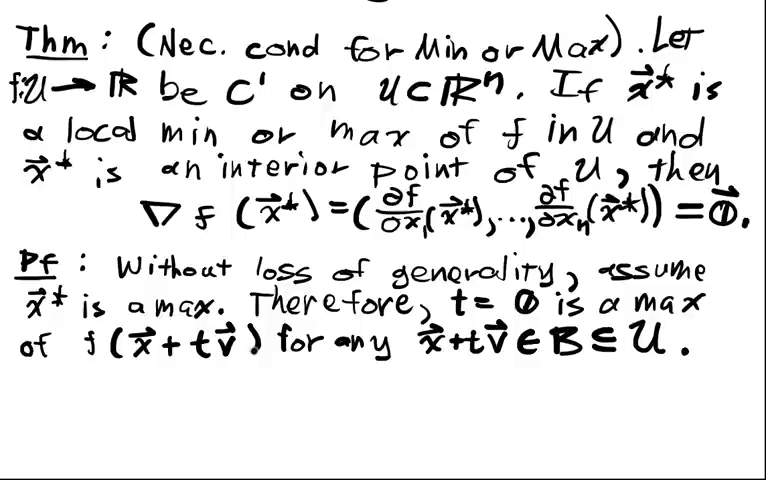 Thm: (Nec. cond for Min or Max). Let
f:U → ℝ be C¹ on U⊂ℝⁿ. If x⃗* is
a local min or max of f in U and
x⃗* is an interior point of U, then
∇f(x⃗*)=(∂f/∂x₁(x⃗*),...,∂f/∂xₙ(x⃗*))=0⃗.
Pf: Without loss of generality, assume
x⃗* is a max. Therefore, t=0 is a max
of f(x⃗+tv⃗) for any x⃗+tv⃗∈B⊆U.